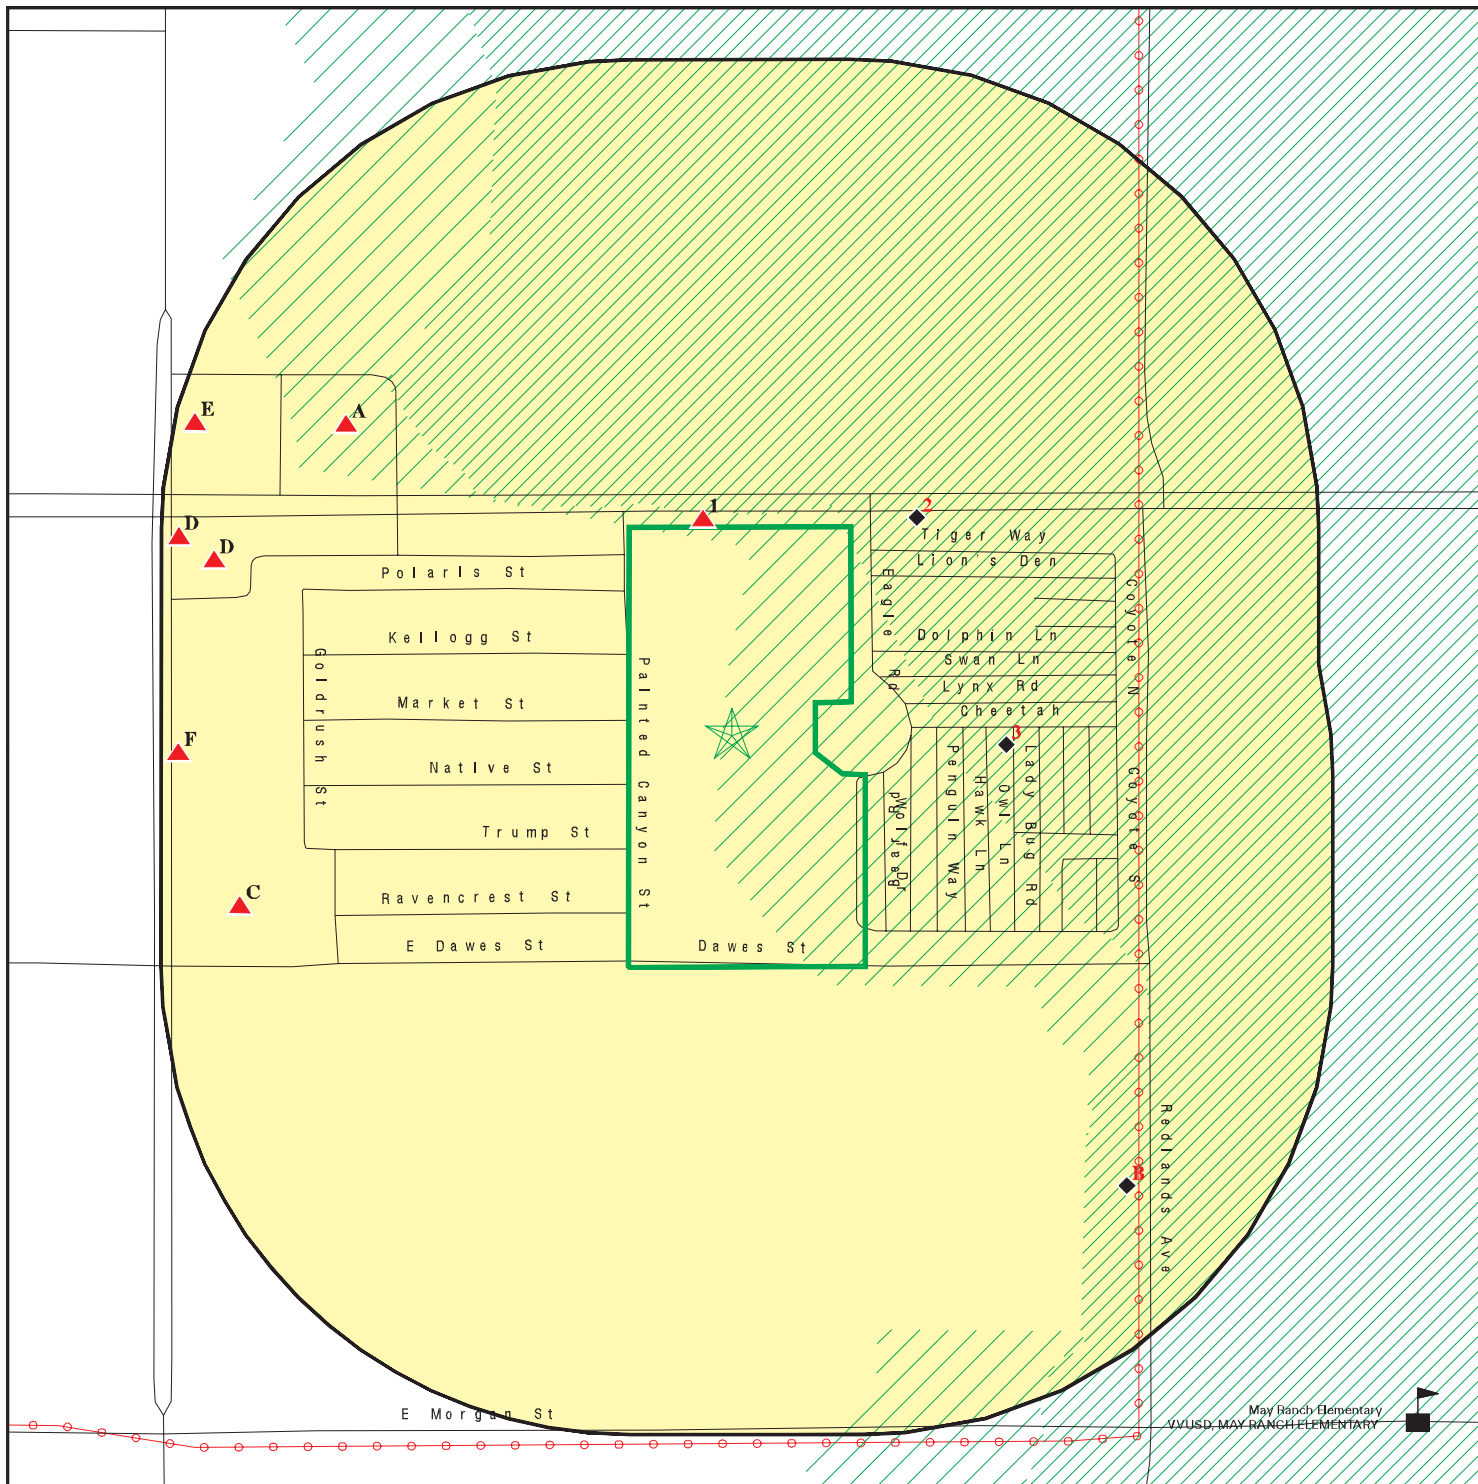 E
A
1
2
D
D
Tiger Way
Lion's Den
Polaris St
Eagle Rd
Coyote N
Kellogg St
Dolphin Ln
Goldrush St
Painted Canyon St
Swan Ln
Lynx Rd
Market St
Cheetah
3
F
Native St
Penguin Way
Hawk Ln
Owl Ln
Lady Bug Rd
Coyote S
Wolf Dr
Trump St
C
Ravencrest St
E Dawes St
Dawes St
Redlands Ave
B
E Morgan St
May Ranch Elementary
VVUSD, MAY RANCH ELEMENTARY